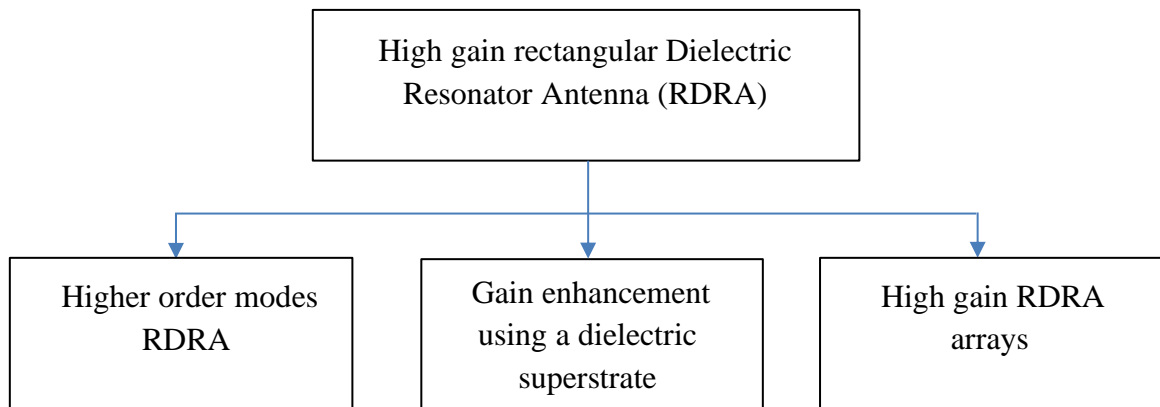 High gain rectangular Dielectric
Resonator Antenna (RDRA)
Higher order modes
RDRA
Gain enhancement
using a dielectric
superstrate
High gain RDRA
arrays